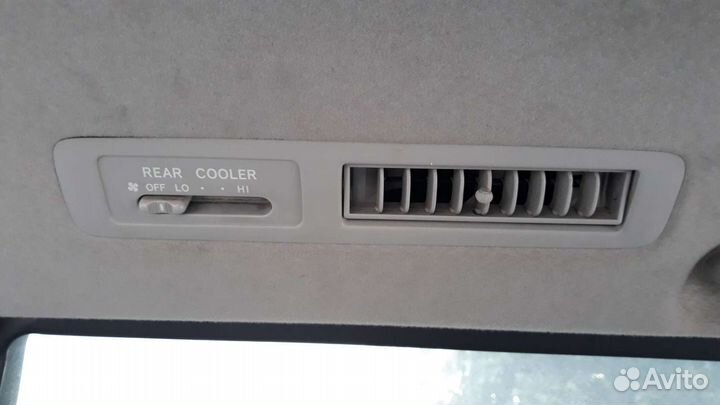 REAR COOLER
OFF LO • • HI
Avito